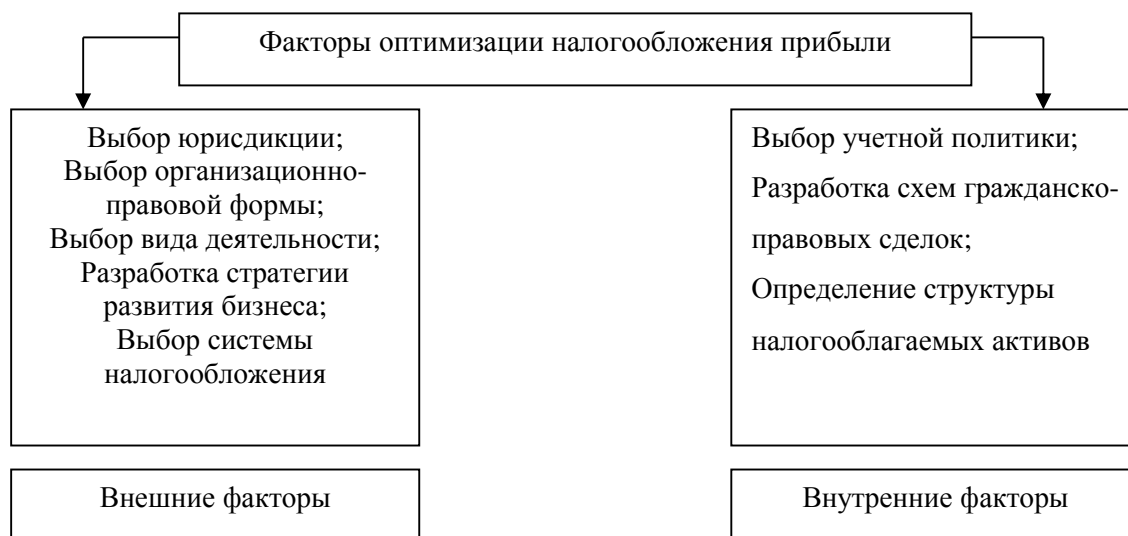 Факторы оптимизации налогообложения прибыли
Выбор юрисдикции;
Выбор организационно-
правовой формы;
Выбор вида деятельности;
Разработка стратегии
развития бизнеса;
Выбор системы
налогообложения
Выбор учетной политики;
Разработка схем гражданско-
правовых сделок;
Определение структуры
налогооблагаемых активов
Внешние факторы
Внутренние факторы